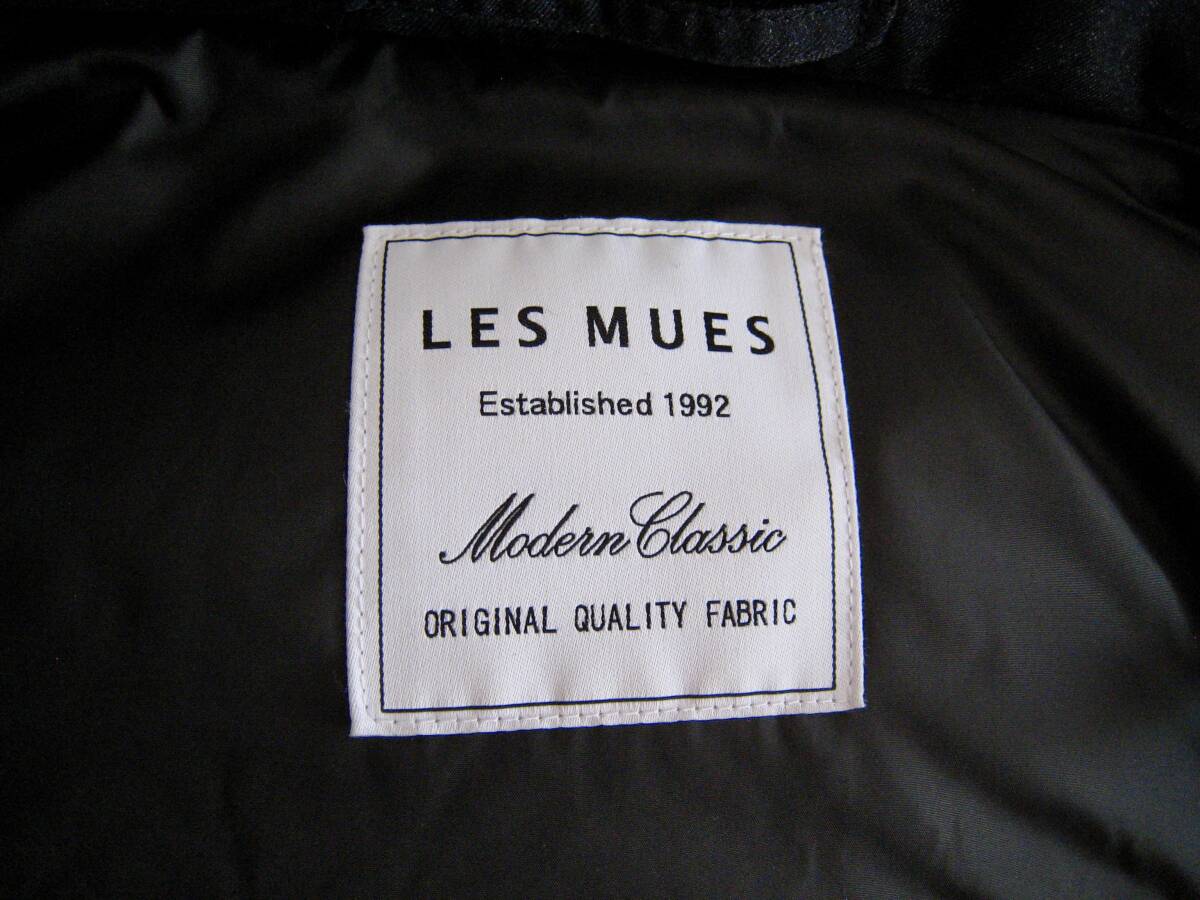 LES MUES
Established 1992
Modern Classic
ORIGINAL QUALITY FABRIC